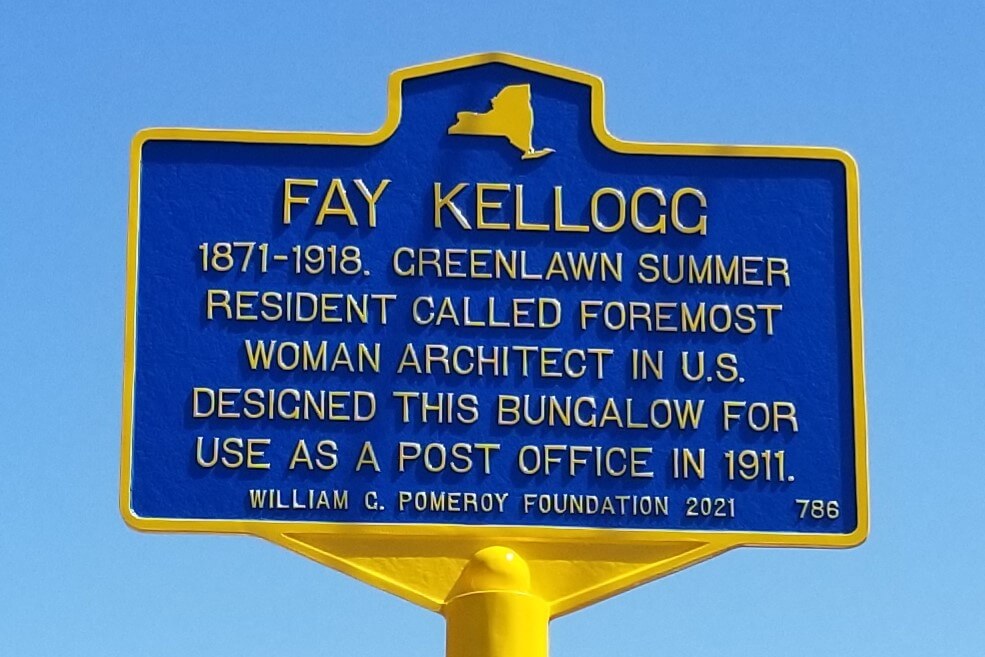 FAY KELLOGG
1871-1918. GREENLAWN SUMMER
RESIDENT CALLED FOREMOST
WOMAN ARCHITECT IN U.S.
DESIGNED THIS BUNGALOW FOR
USE AS A POST OFFICE IN 1911.
WILLIAM G. POMEROY FOUNDATION 2021 786